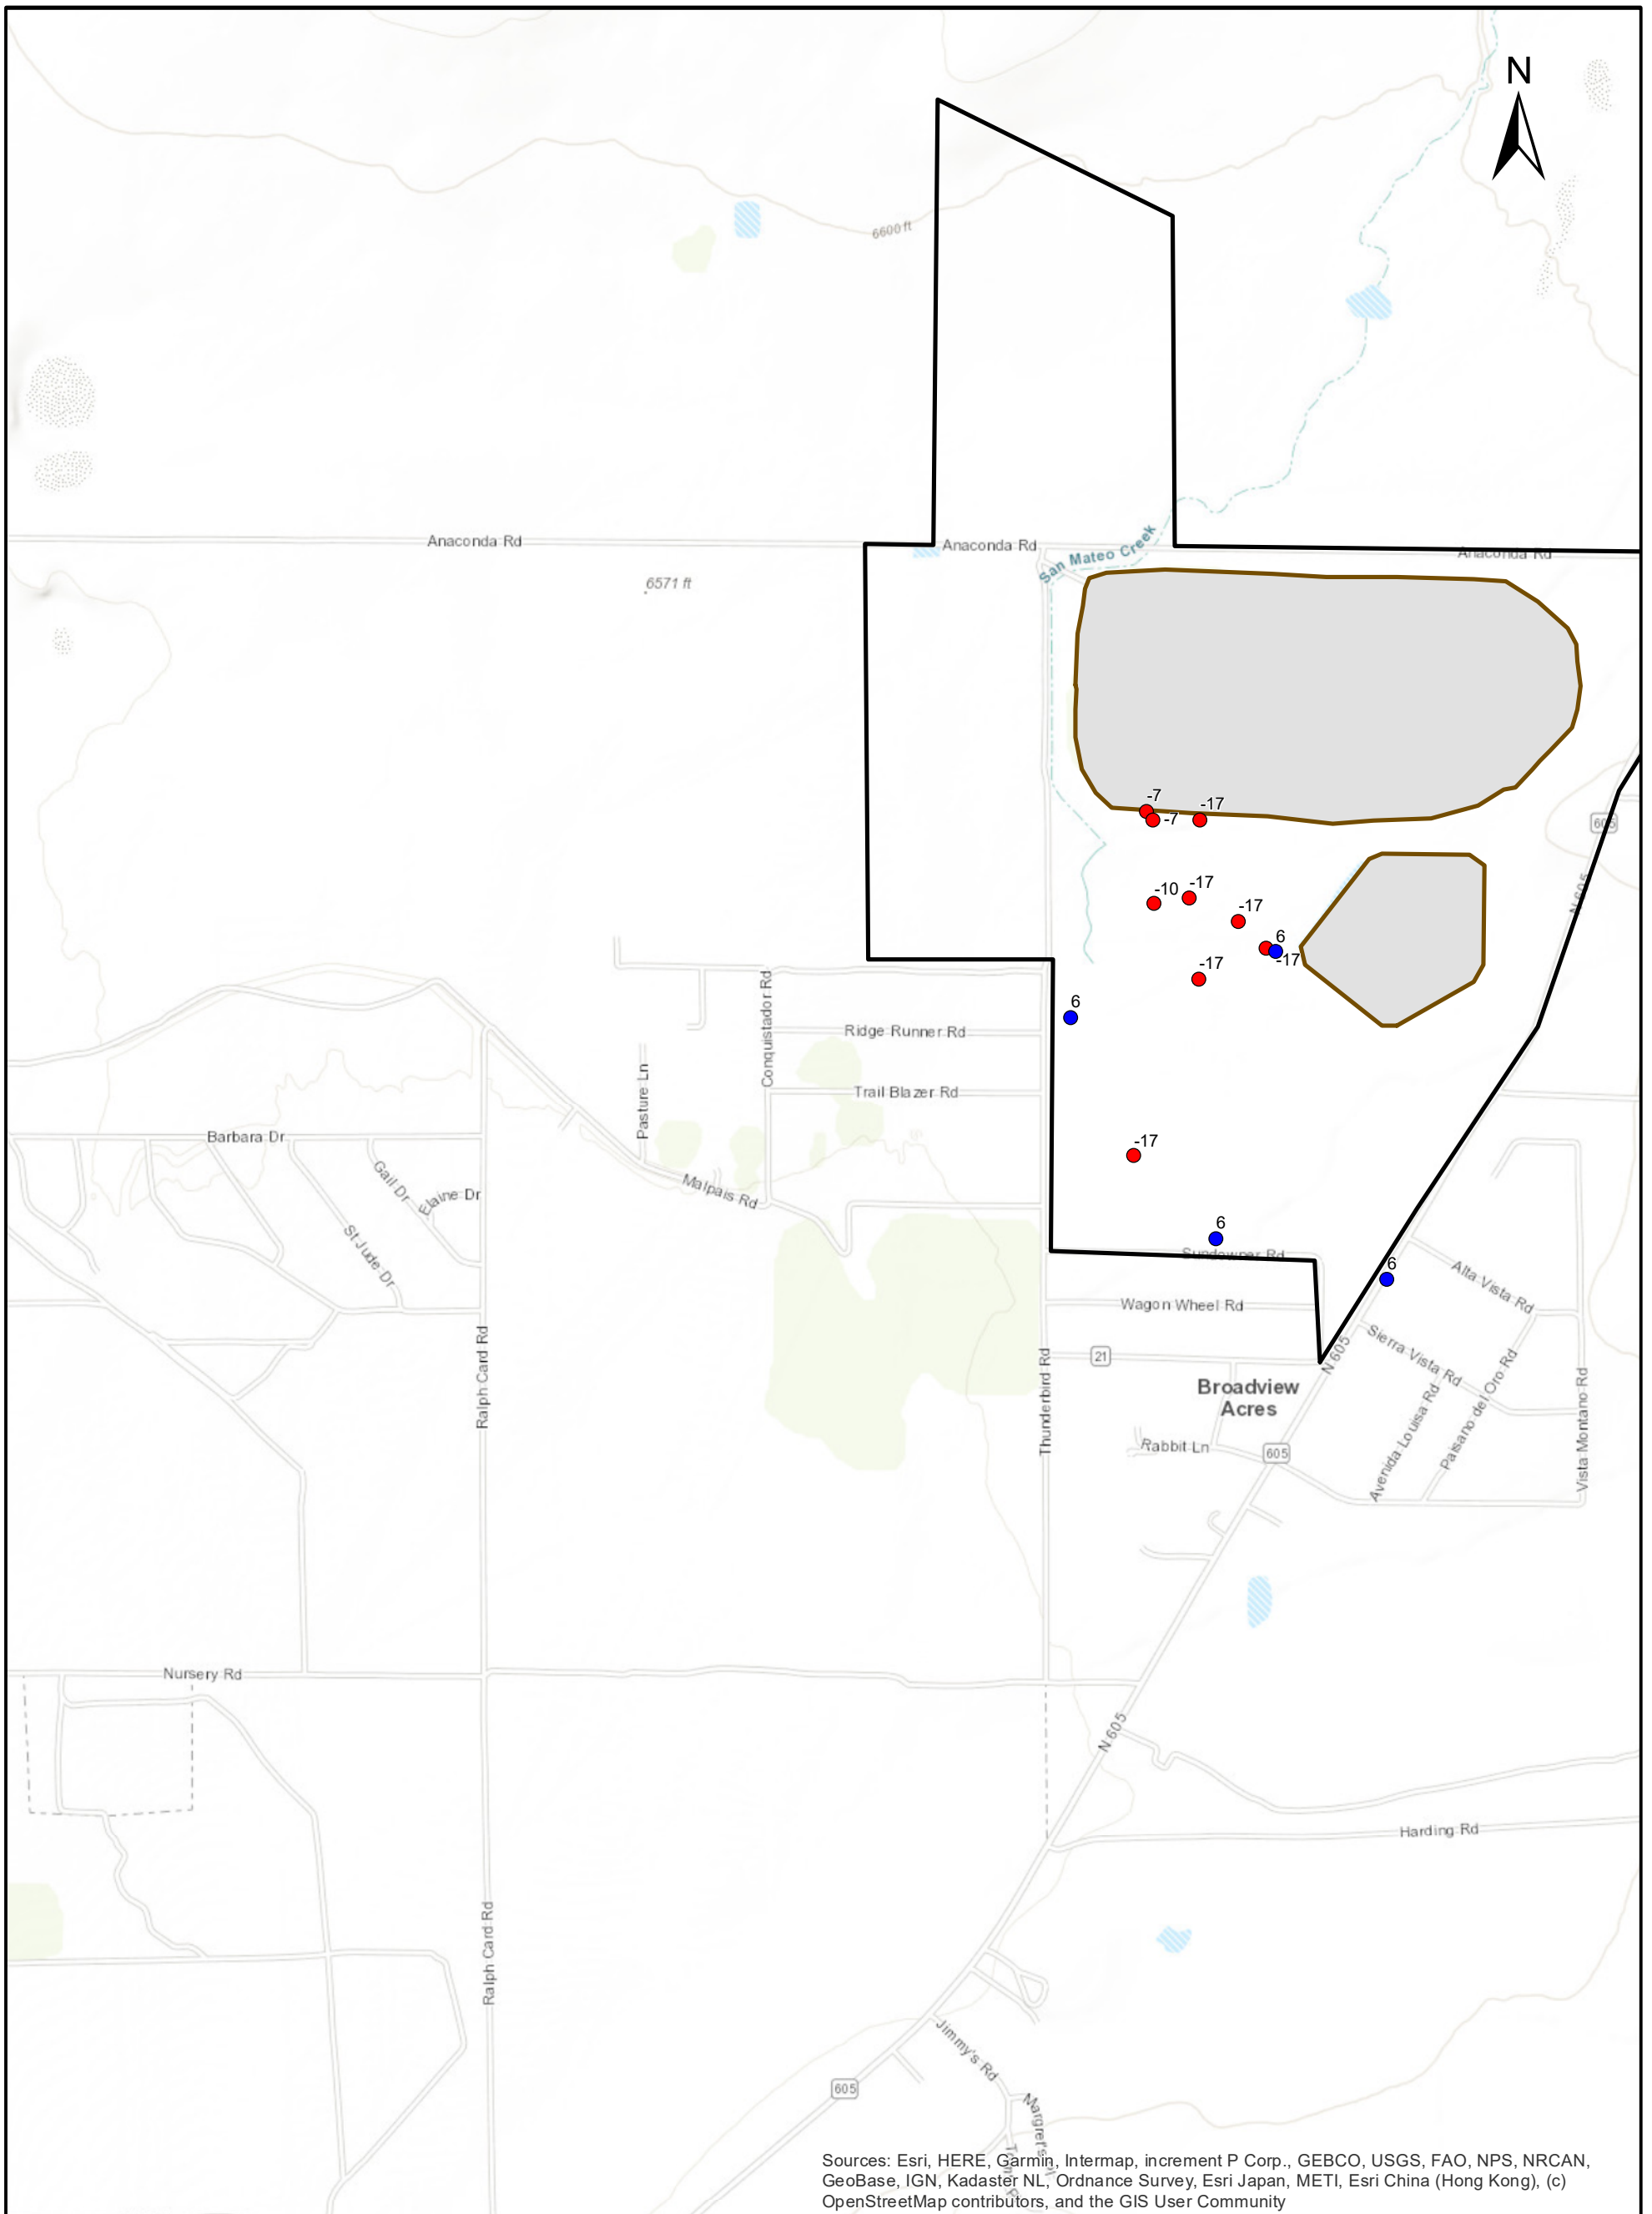 N
6600 ft
Anaconda Rd
Anaconda Rd
Anaconda Rd
San Mateo Creek
6571 ft
-7
-17
-7
605
N 605
-17
-10
-17
6
-17
-17
6
Conquistador Rd
Ridge Runner Rd
Pasture Ln
Trail Blazer Rd
Barbara Dr
-17
Gail Dr
Elaine Dr
Malpais Rd
St Jude Dr
6
Sundowner Rd
6
Alta Vista Rd
Wagon Wheel Rd
Sierra Vista Rd
N 605
21
Ralph Card Rd
Thunderbird Rd
Broadview
Acres
Paisano del Oro Rd
Avenida Louisa Rd
Vista Montano Rd
Rabbit Ln
605
Nursery Rd
N 605
Harding Rd
Ralph Card Rd
Jimmy's Rd
605
Sources: Esri, HERE, Garmin, Intermap, increment P Corp., GEBCO, USGS, FAO, NPS, NRCAN,
GeoBase, IGN, Kadaster NL, Ordnance Survey, Esri Japan, METI, Esri China (Hong Kong), (c)
OpenStreetMap contributors, and the GIS User Community